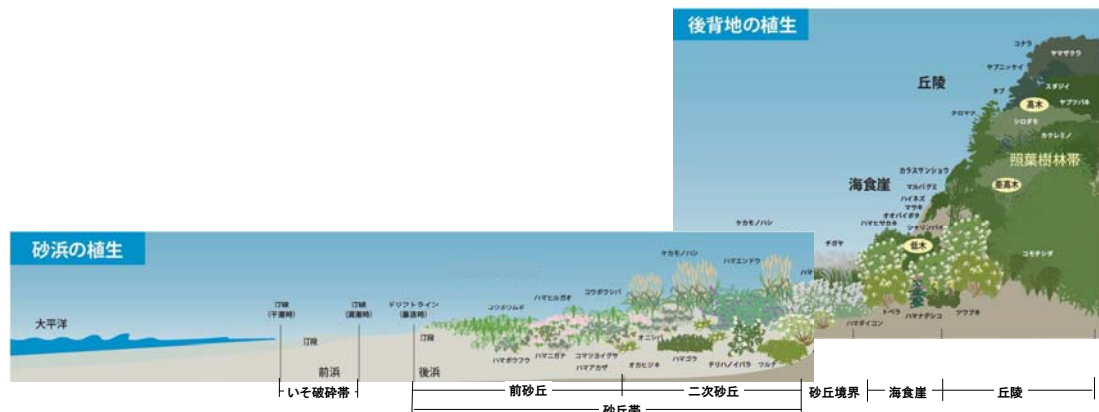 後背地の植生
コナラ
ヤマザクラ
ヤブニッケイ
丘陵
スダジイ
タブ
高木
ヤブツバキ
クロマツ
シロダモ
カクレミノ
照葉樹林帯
カラスザンショウ
海食崖
マルバグミ
亜高木
ハイネズ
マサキ
オオバイボタ
ハマヒサカキ
シャリンバイ
チガヤ
低木
コモチシダ
トベラ
ハマナデシコ
ツワブキ
ハマダイコン
砂浜の植生
ケカモノハシ
ケカモノハシ
ハマエンドウ
ハマ
大平洋
汀線
(干潮時)
汀線
(満潮時)
ドリフトライン
(暴浪時)
コウボウムギ
ハマヒルガオ
コウボウシバ
汀段
汀段
オニシバ
前浜
後浜
ハマボウフウ
ハマニガナ
コマツヨイグサ
ハマアカザ
オカヒジキ
ハマゴウ
テリハノイバラ
ツルナ
いそ破砕帯
前砂丘
二次砂丘
砂丘境界
海食崖
丘陵
砂丘帯